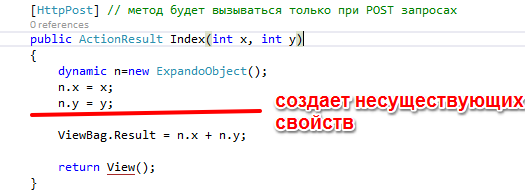 [HttpPost] // метод будет вызываться только при POST запросах
0 references
public ActionResult Index(int x, int y)
{
dynamic n=new ExpandoObject();
n.x = x;
n.y = y;
создает несуществующих
свойств
ViewBag.Result = n.x + n.y;
return View();
}